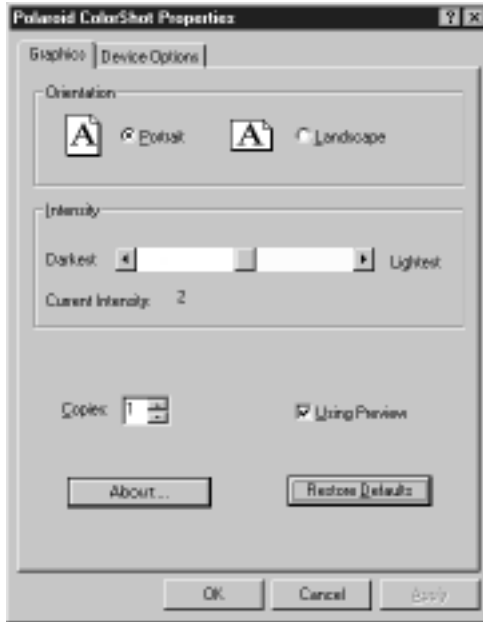 Polaroid ColorShot Properties
? X
Graphics Device Options
Orientation
A Portrait A Landscape
Intensity
Darkest Lightest
Current Intensity: 2
Copies: 1 Using Preview
About... Restore Defaults
OK Cancel Apply